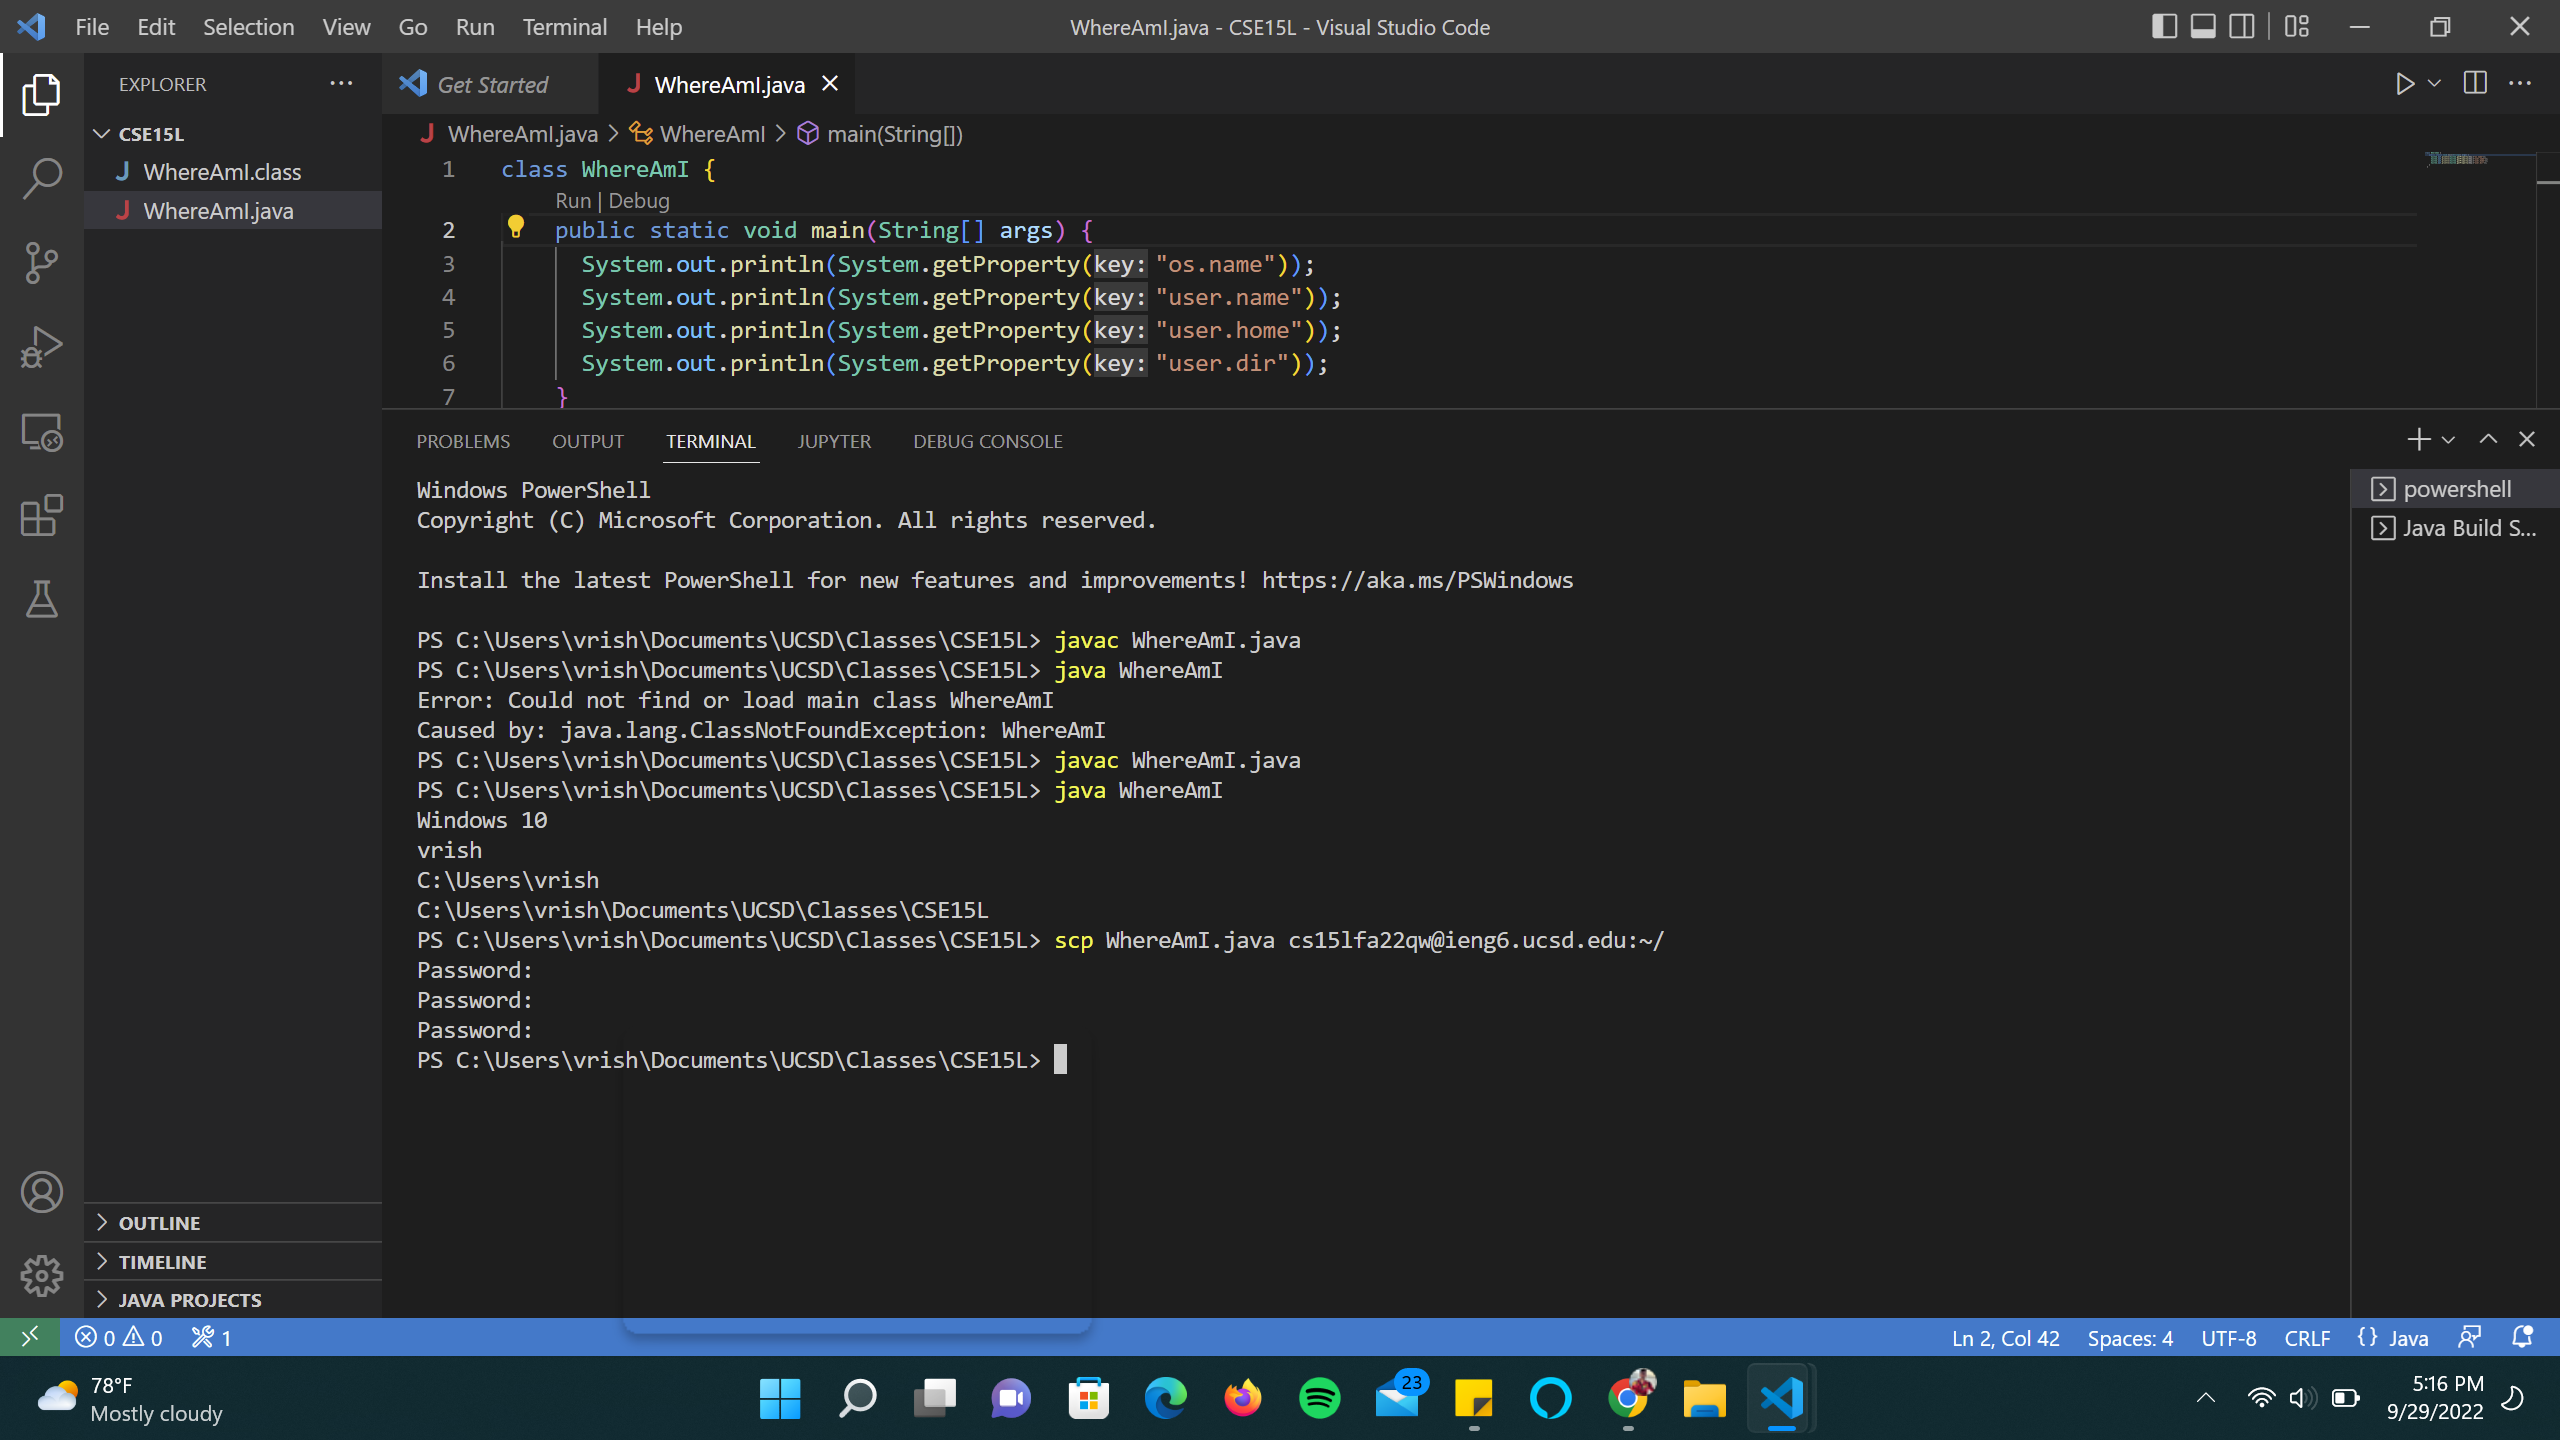 File Edit Selection View Go Run Terminal Help
WhereAmI.java - CSE15L - Visual Studio Code
EXPLORER
CSE15L
WhereAmI.class
WhereAmI.java
Get Started
WhereAmI.java
WhereAmI.java > WhereAmI > main(String[])
1 class WhereAmI {
Run | Debug
2 public static void main(String[] args) {
3 System.out.println(System.getProperty(key: "os.name"));
4 System.out.println(System.getProperty(key: "user.name"));
5 System.out.println(System.getProperty(key: "user.home"));
6 System.out.println(System.getProperty(key: "user.dir"));
7 }
PROBLEMS OUTPUT TERMINAL JUPYTER DEBUG CONSOLE
Windows PowerShell
Copyright (C) Microsoft Corporation. All rights reserved.
Install the latest PowerShell for new features and improvements! https://aka.ms/PSWindows
PS C:\Users\vrish\Documents\UCSD\Classes\CSE15L> javac WhereAmI.java
PS C:\Users\vrish\Documents\UCSD\Classes\CSE15L> java WhereAmI
Error: Could not find or load main class WhereAmI
Caused by: java.lang.ClassNotFoundException: WhereAmI
PS C:\Users\vrish\Documents\UCSD\Classes\CSE15L> javac WhereAmI.java
PS C:\Users\vrish\Documents\UCSD\Classes\CSE15L> java WhereAmI
Windows 10
vrish
C:\Users\vrish
C:\Users\vrish\Documents\UCSD\Classes\CSE15L
PS C:\Users\vrish\Documents\UCSD\Classes\CSE15L> scp WhereAmI.java cs15lfa22qw@ieng6.ucsd.edu:~/
Password:
Password:
Password:
PS C:\Users\vrish\Documents\UCSD\Classes\CSE15L>
powershell
Java Build S...
OUTLINE
TIMELINE
JAVA PROJECTS
0 0 1
Ln 2, Col 42 Spaces: 4 UTF-8 CRLF {} Java
78°F
Mostly cloudy
23
5:16 PM
9/29/2022